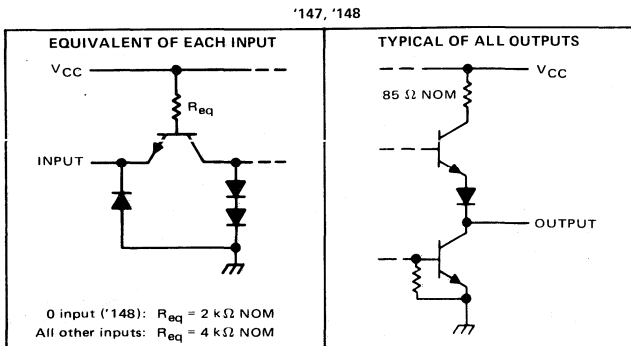 '147, '148
EQUIVALENT OF EACH INPUT
VCC
Req
INPUT
0 input ('148): Req = 2 kΩ NOM
All other inputs: Req = 4 kΩ NOM
TYPICAL OF ALL OUTPUTS
VCC
85 Ω NOM
OUTPUT